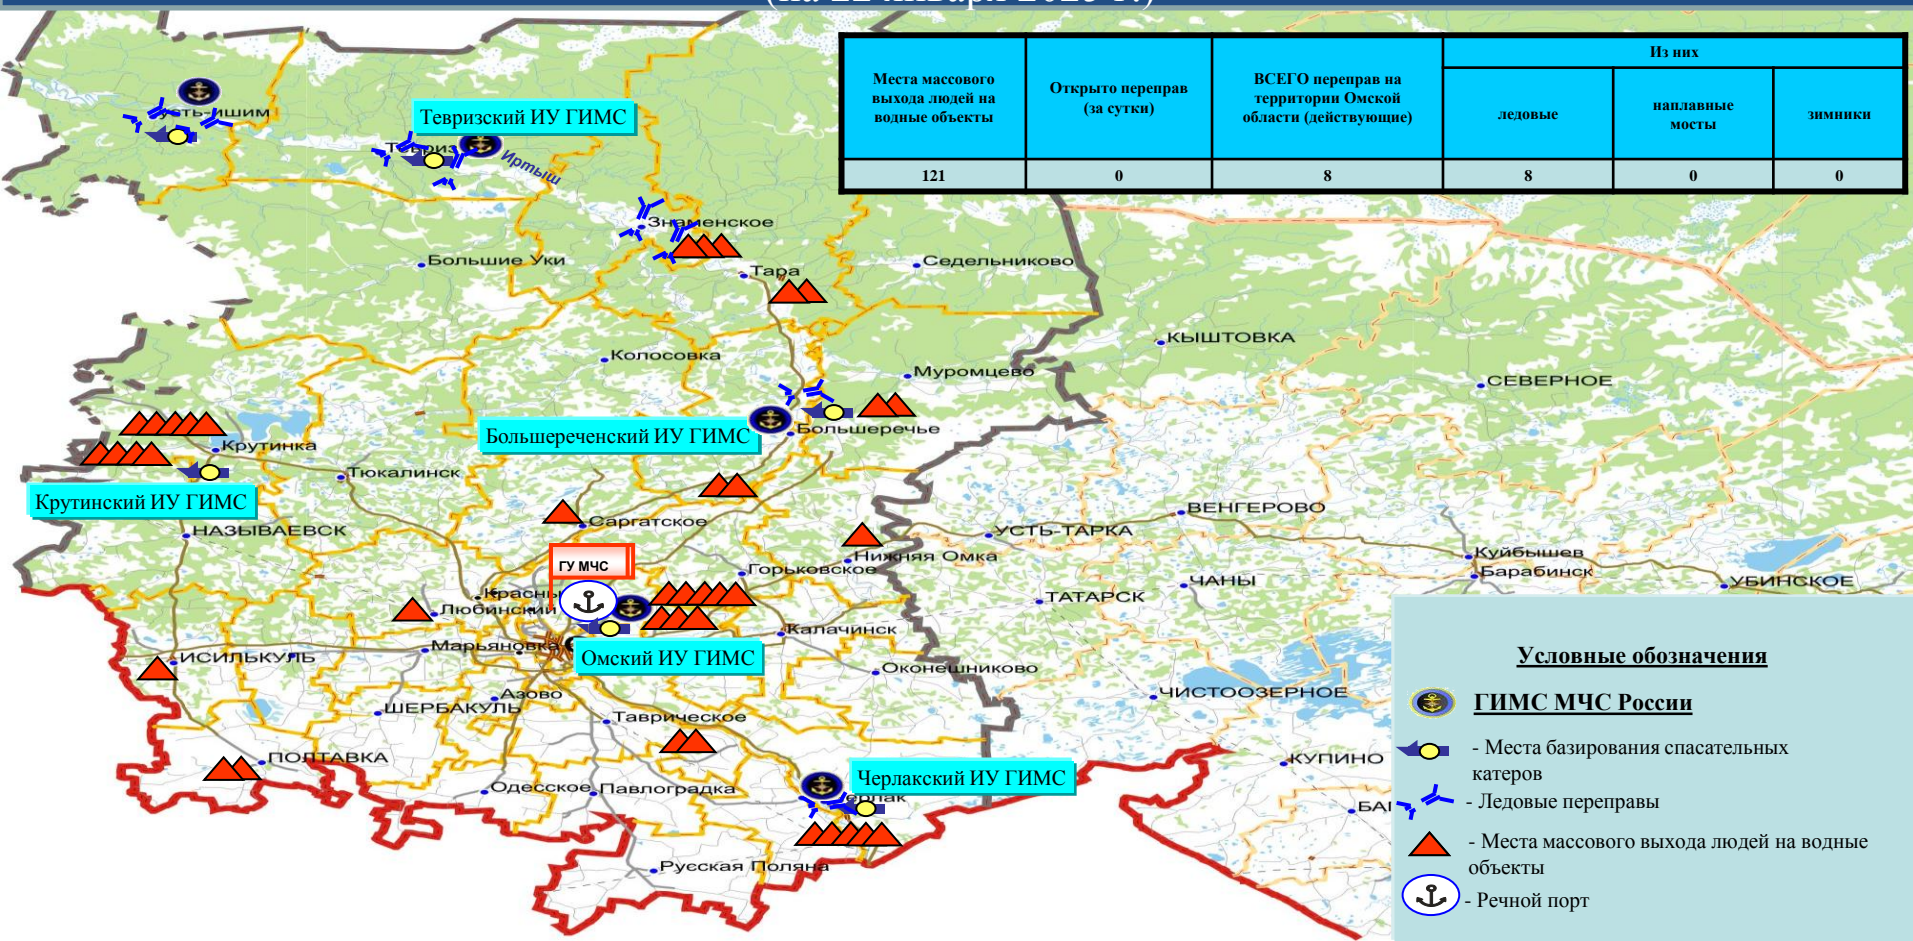 Из них
Места массового
выхода людей на
водные объекты
Открыто переправ
(за сутки)
ВСЕГО переправ на
территории Омской
области (действующие)
ледовые
наплавные
мосты
зимники
121
0
8
8
0
0
Тевризский ИУ ГИМС
Иртыш
Знаменское
Большие Уки
Тара
Седельниково
КЫШТОВКА
Колосовка
Муромцево
СЕВЕРНОЕ
Большереченский ИУ ГИМС
Большеречье
Крутинка
Тюкалинск
Крутинский ИУ ГИМС
НАЗЫВАЕВСК
Саргатское
ВЕНГЕРОВО
УСТЬ-ТАРКА
Нижняя Омка
Куйбышев
Барабинск
ГУ МЧС
Горьковское
ЧАНЫ
УБИНСКОЕ
ТАТАРСК
Любинский
Калачинск
Марьяновка
ИСИЛЬКУЛЬ
Омский ИУ ГИМС
Оконешниково
ЧИСТООЗЕРНОЕ
Азово
ШЕРБАКУЛЬ
Таврическое
ПОЛТАВКА
КУПИНО
Черлакский ИУ ГИМС
Одесское
Павлоградка
Русская Поляна
Условные обозначения
ГИМС МЧС России
- Места базирования спасательных
катеров
- Ледовые переправы
- Места массового выхода людей на водные
объекты
- Речной порт